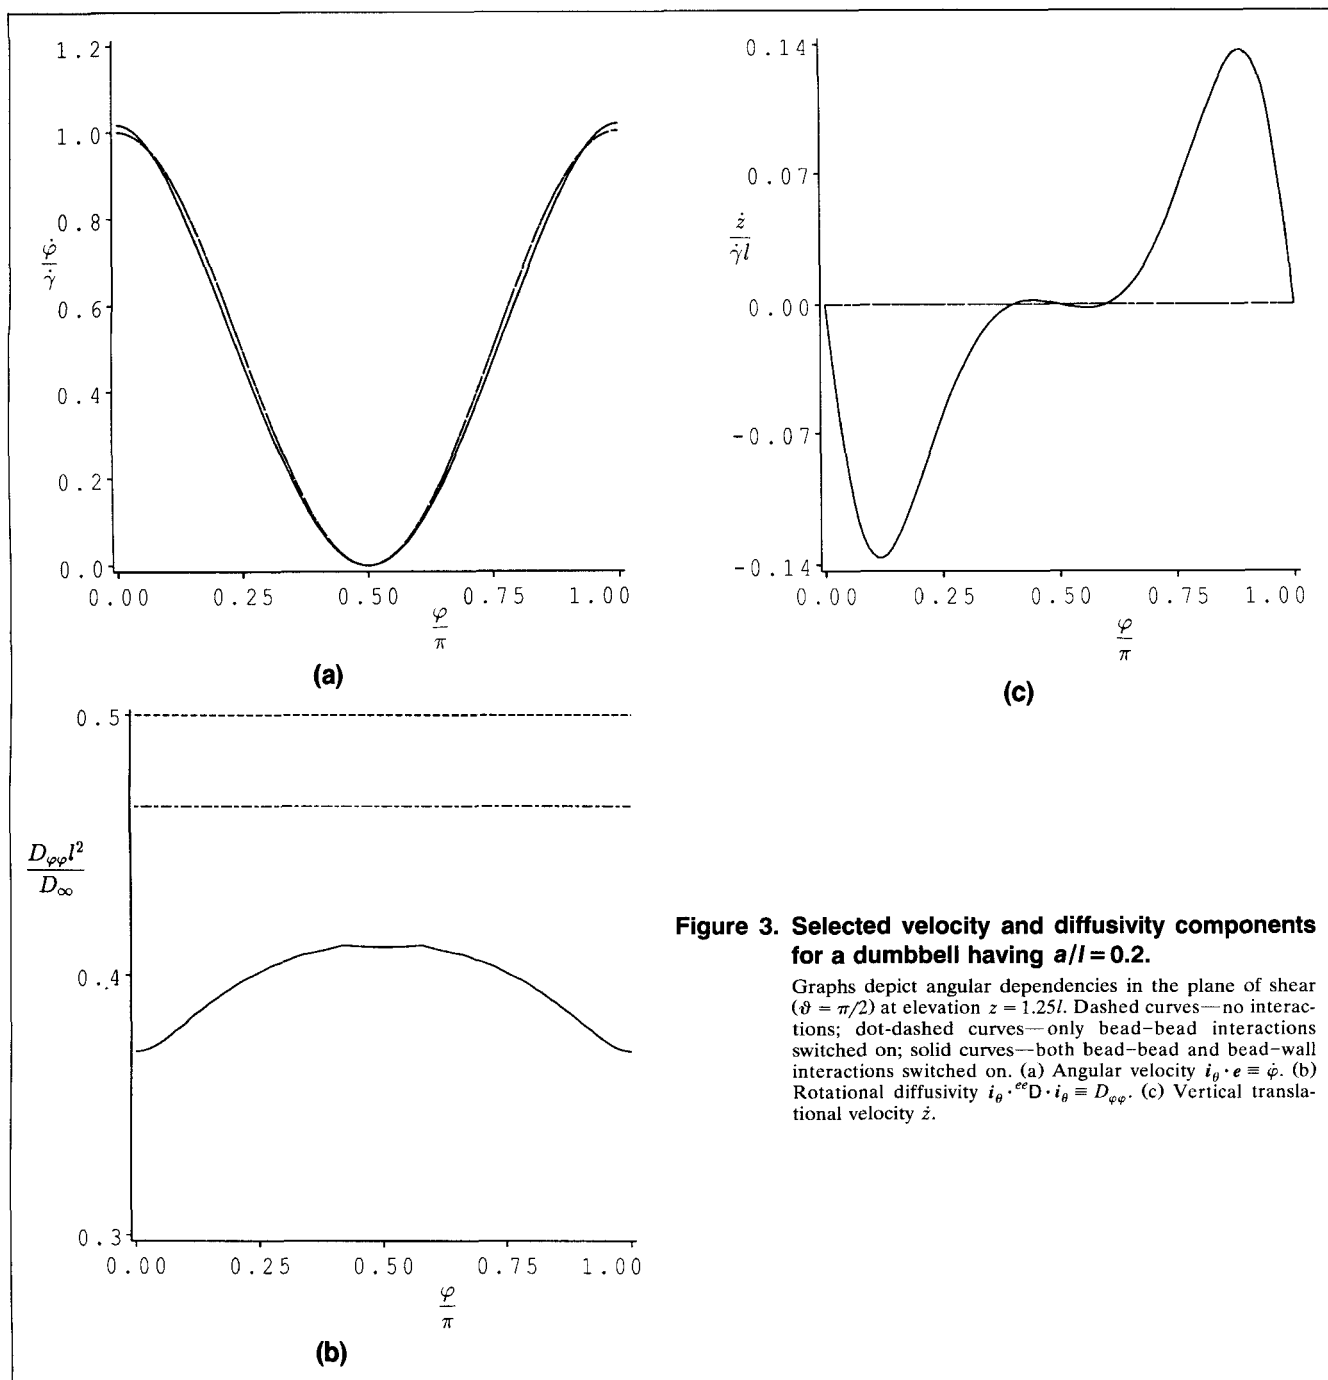 1.2
1.0
0.8
φ̇/γ̇
0.6
0.4
0.2
0.0
0.00 0.25 0.50 0.75 1.00
φ/π
(a)
0.14
0.07
ż/γ̇l
0.00
-0.07
-0.14
0.00 0.25 0.50 0.75 1.00
φ/π
(c)
0.5
D_φφ l²/D_∞
0.4
0.3
0.00 0.25 0.50 0.75 1.00
φ/π
(b)
Figure 3. Selected velocity and diffusivity components
for a dumbbell having a/l = 0.2.
Graphs depict angular dependencies in the plane of shear
(ϑ = π/2) at elevation z = 1.25l. Dashed curves—no interac-
tions; dot-dashed curves—only bead–bead interactions
switched on; solid curves—both bead–bead and bead–wall
interactions switched on. (a) Angular velocity i_θ · e ≡ φ̇. (b)
Rotational diffusivity i_θ · ^ee D · i_θ ≡ D_φφ. (c) Vertical transla-
tional velocity ż.